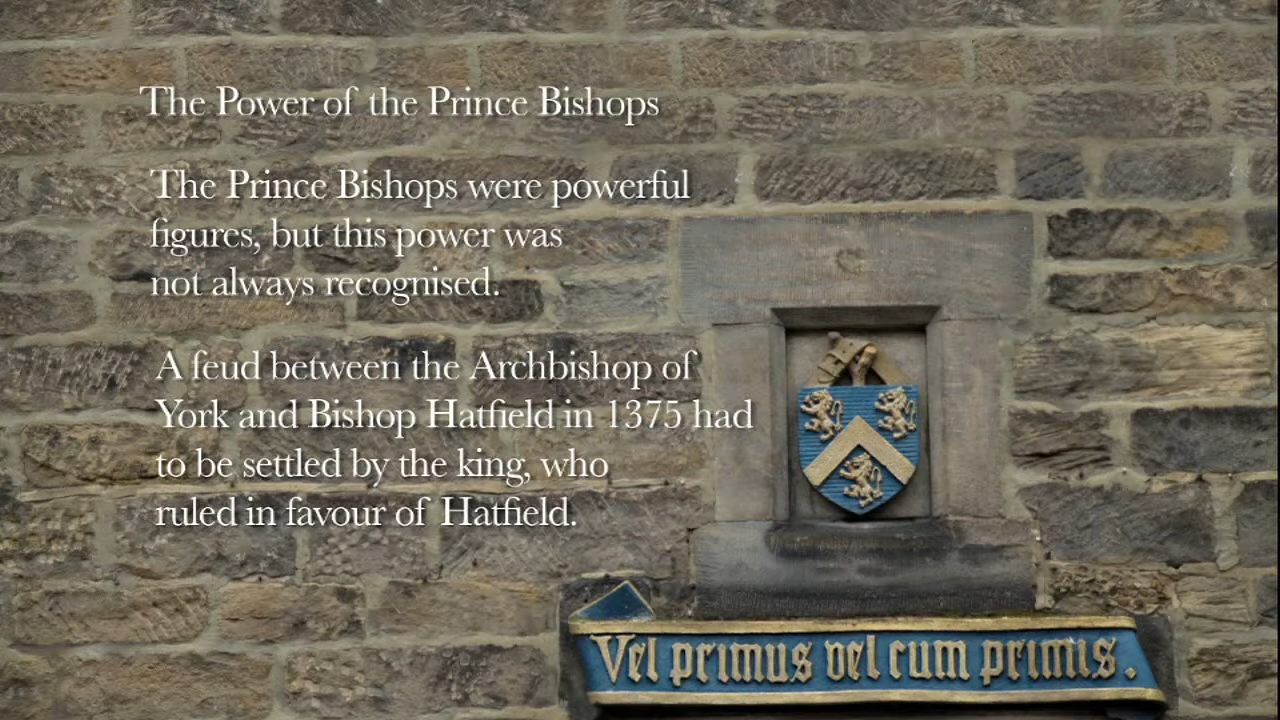 The Power of the Prince Bishops
The Prince Bishops were powerful
figures, but this power was
not always recognised.
A feud between the Archbishop of
York and Bishop Hatfield in 1375 had
to be settled by the king, who
ruled in favour of Hatfield.
Vel primus vel cum primis.